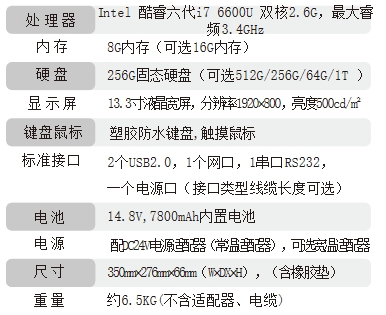 处理器 Intel 酷睿六代i7 6600U 双核2.6G，最大睿
频3.4GHz
内存 8G内存（可选16G内存）
硬盘 256G固态硬盘（可选512G/256G/64G/1T ）
显示屏 13.3寸液晶宽屏，分辨率1920×800，亮度500cd/m²
键盘鼠标 塑胶防水键盘,触摸鼠标
标准接口 2个USB2.0，1个网口，1串口RS232，
一个电源口（接口类型线缆长度可选）
电池 14.8V,7800mAh内置电池
电源 配DC24V电源适配器（常温适配器），可选宽温适配器
尺寸 350mm×276mm×66mm（W×DN×H），（含橡胶垫）
重量 约6.5KG(不含适配器、电缆)